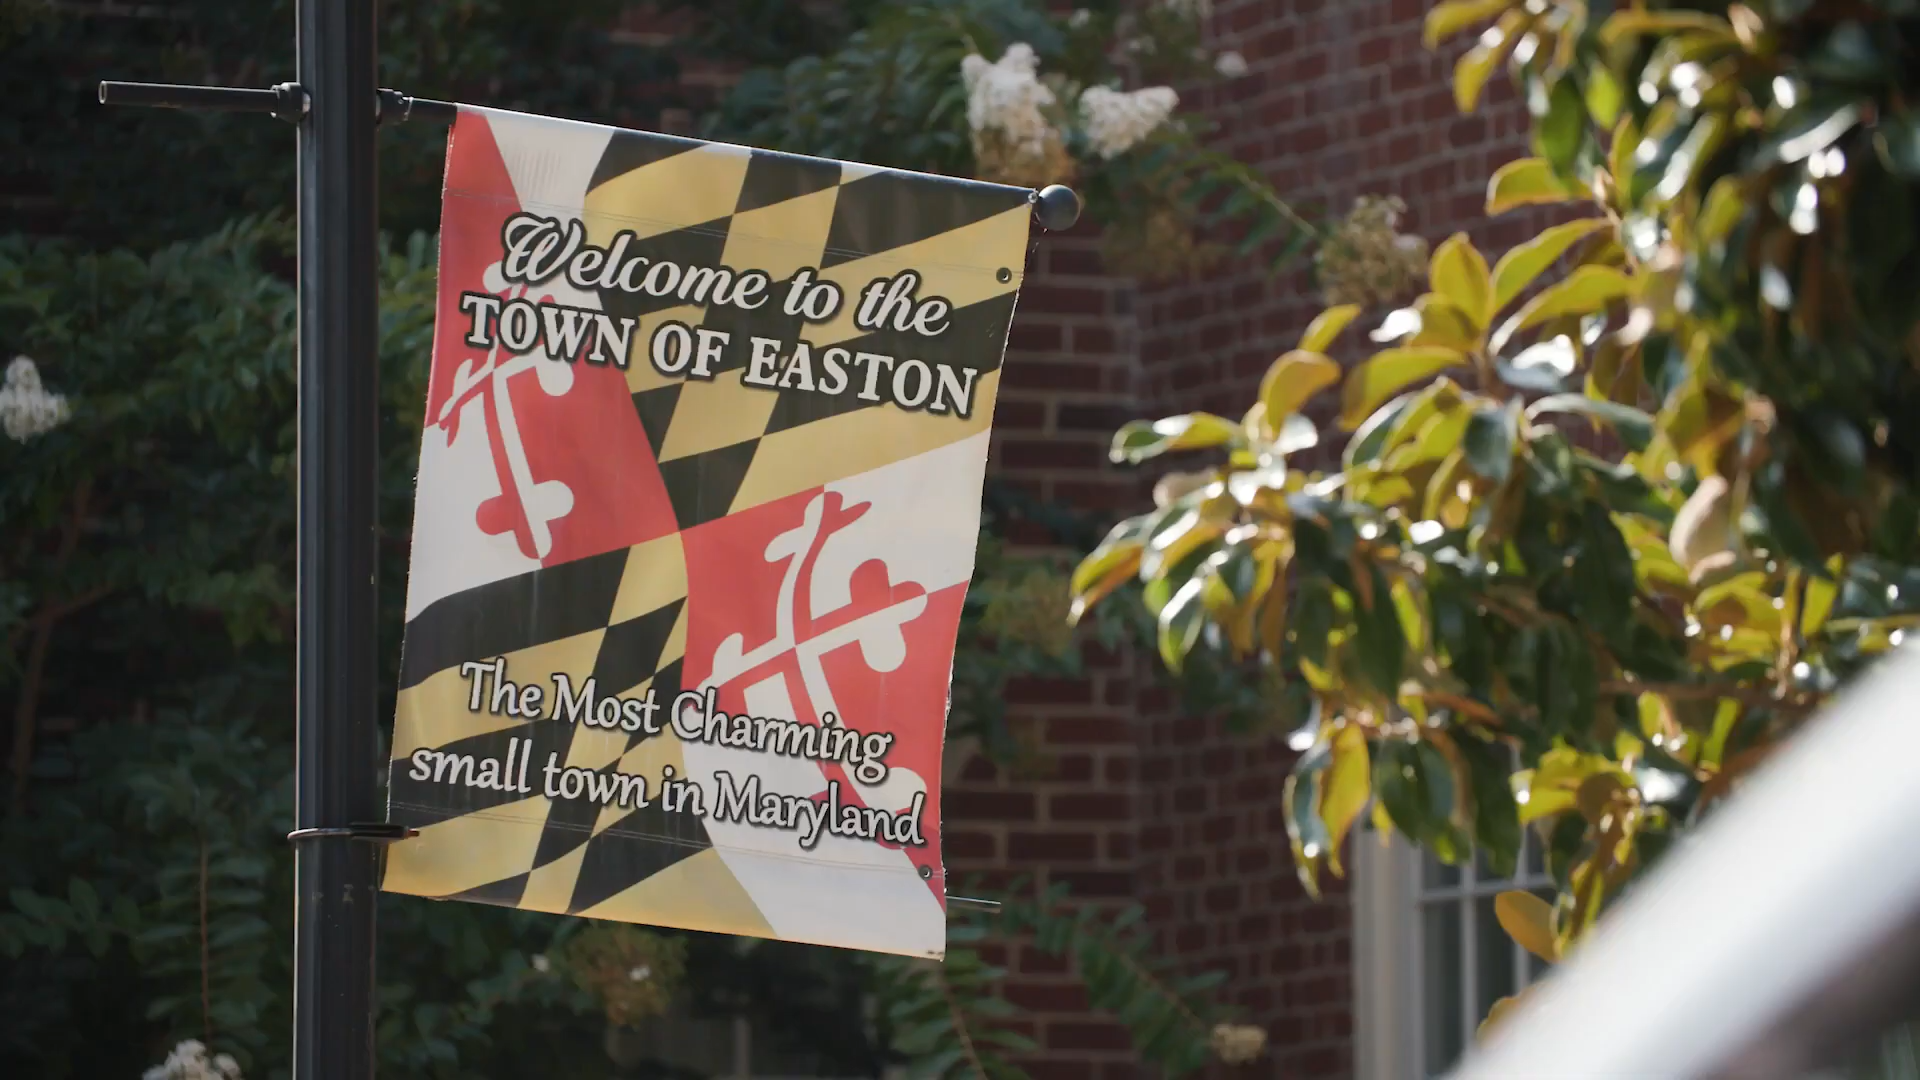 Welcome to the
TOWN OF EASTON
The Most Charming
small town in Maryland